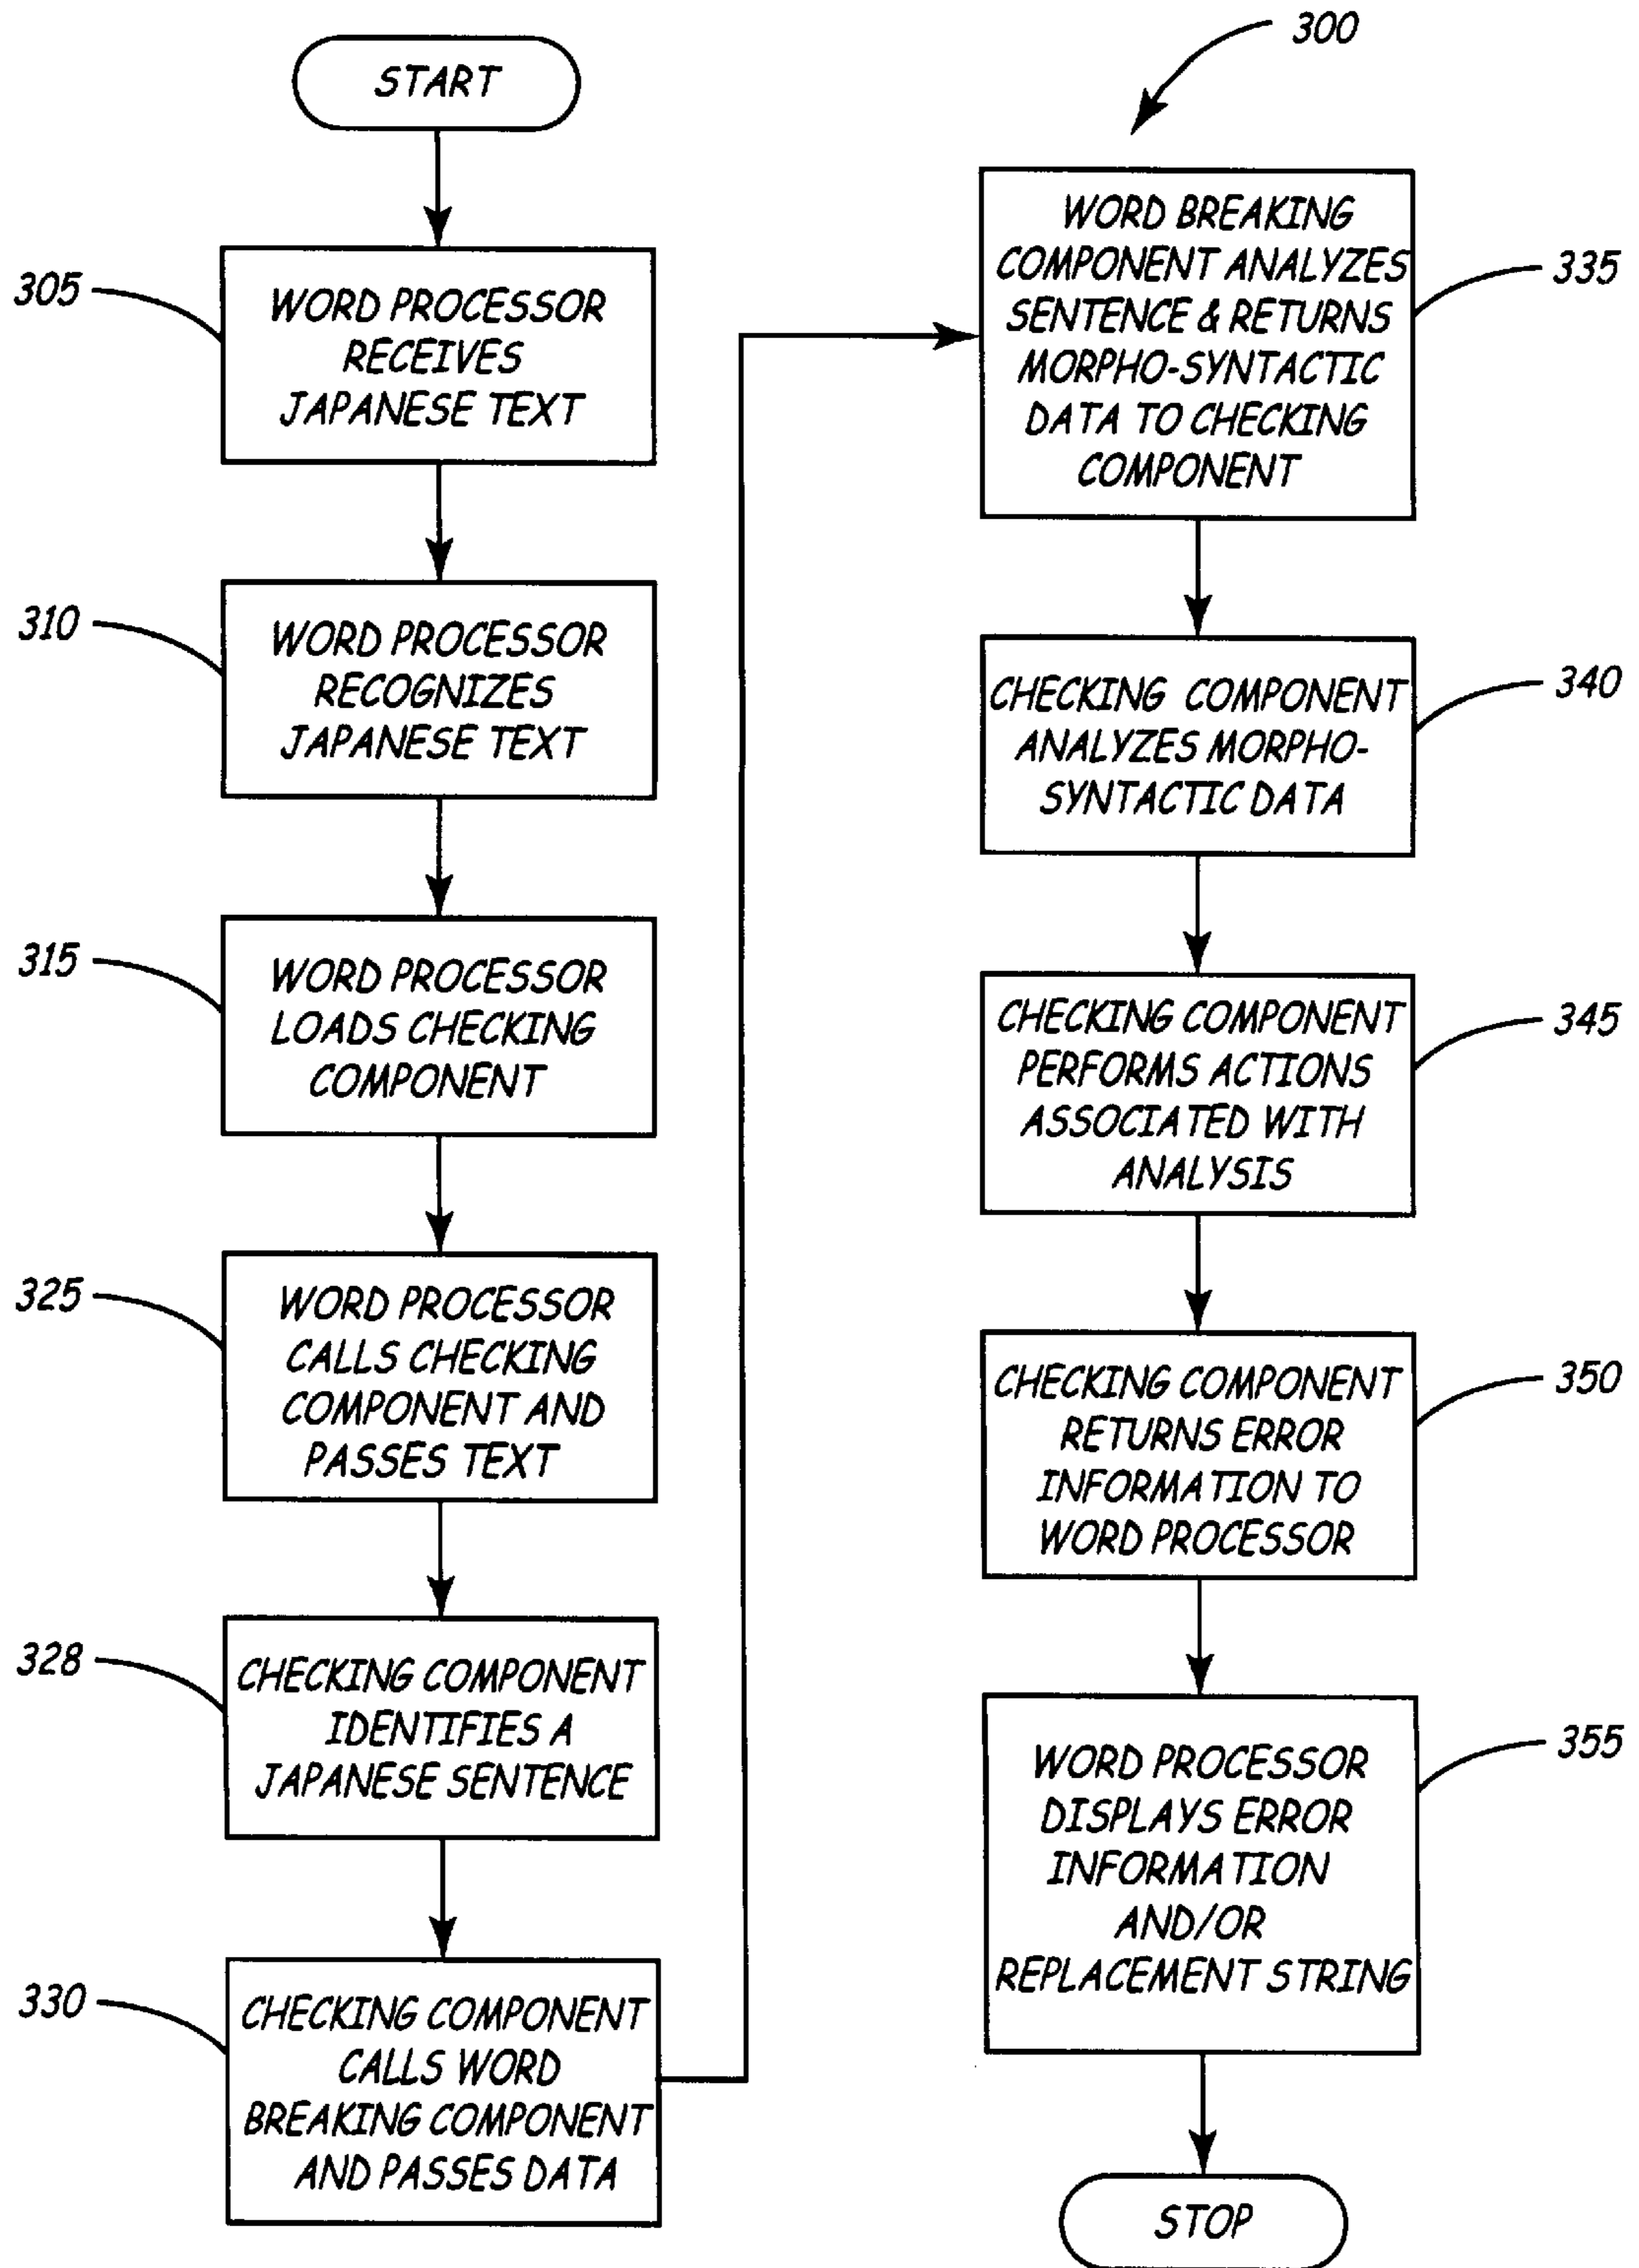 START
305
WORD PROCESSOR
RECEIVES
JAPANESE TEXT
310
WORD PROCESSOR
RECOGNIZES
JAPANESE TEXT
315
WORD PROCESSOR
LOADS CHECKING
COMPONENT
325
WORD PROCESSOR
CALLS CHECKING
COMPONENT AND
PASSES TEXT
328
CHECKING COMPONENT
IDENTIFIES A
JAPANESE SENTENCE
330
CHECKING COMPONENT
CALLS WORD
BREAKING COMPONENT
AND PASSES DATA
300
WORD BREAKING
COMPONENT ANALYZES
SENTENCE & RETURNS
MORPHO-SYNTACTIC
DATA TO CHECKING
COMPONENT
335
CHECKING COMPONENT
ANALYZES MORPHO-
SYNTACTIC DATA
340
CHECKING COMPONENT
PERFORMS ACTIONS
ASSOCIATED WITH
ANALYSIS
345
CHECKING COMPONENT
RETURNS ERROR
INFORMATION TO
WORD PROCESSOR
350
WORD PROCESSOR
DISPLAYS ERROR
INFORMATION
AND/OR
REPLACEMENT STRING
355
STOP